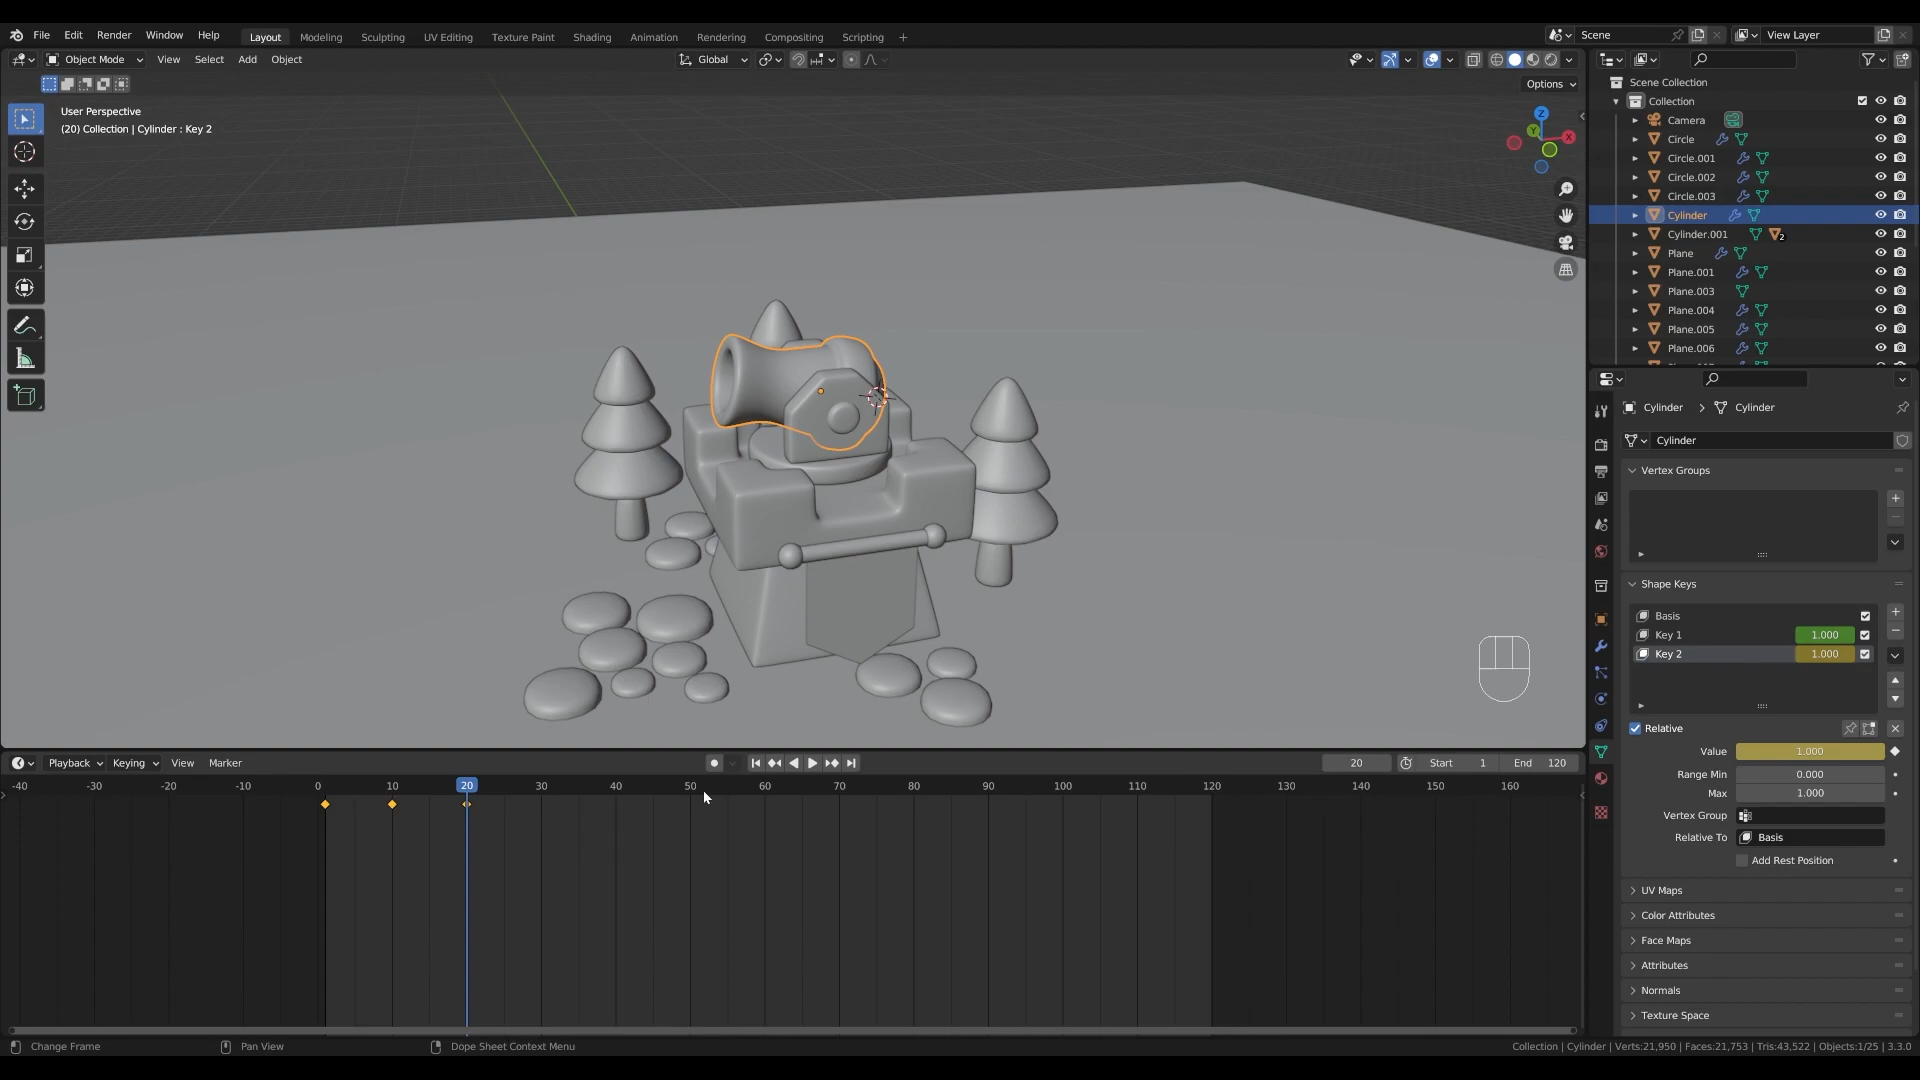 File Edit Render Window Help Layout Modeling Sculpting UV Editing Texture Paint Shading Animation Rendering Compositing Scripting + Scene View Layer
Object Mode View Select Add Object Global
Options
User Perspective
(20) Collection | Cylinder : Key 2
Z
Y
X
Scene Collection
Collection
Camera
Circle
Circle.001
Circle.002
Circle.003
Cylinder
Cylinder.001 2
Plane
Plane.001
Plane.003
Plane.004
Plane.005
Plane.006
Cylinder > Cylinder
Cylinder
Vertex Groups
Shape Keys
Basis
Key 1 1.000
Key 2 1.000
Relative
Value 1.000
Range Min 0.000
Max 1.000
Vertex Group
Relative To Basis
Add Rest Position
UV Maps
Color Attributes
Face Maps
Attributes
Normals
Texture Space
Playback Keying View Marker 20 Start 1 End 120
-40 -30 -20 -10 0 10 20 30 40 50 60 70 80 90 100 110 120 130 140 150 160
Change Frame Pan View Dope Sheet Context Menu Collection | Cylinder | Verts:21,950 | Faces:21,753 | Tris:43,522 | Objects:1/25 | 3.3.0